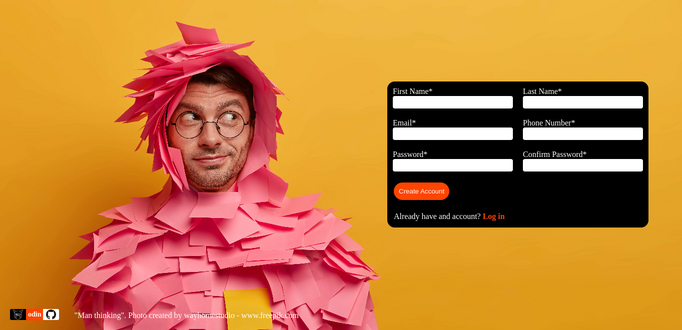 First Name* Last Name*
Email* Phone Number*
Password* Confirm Password*
Create Account
Already have and account? Log in
odin
"Man thinking". Photo created by wayhomestudio - www.freepik.com